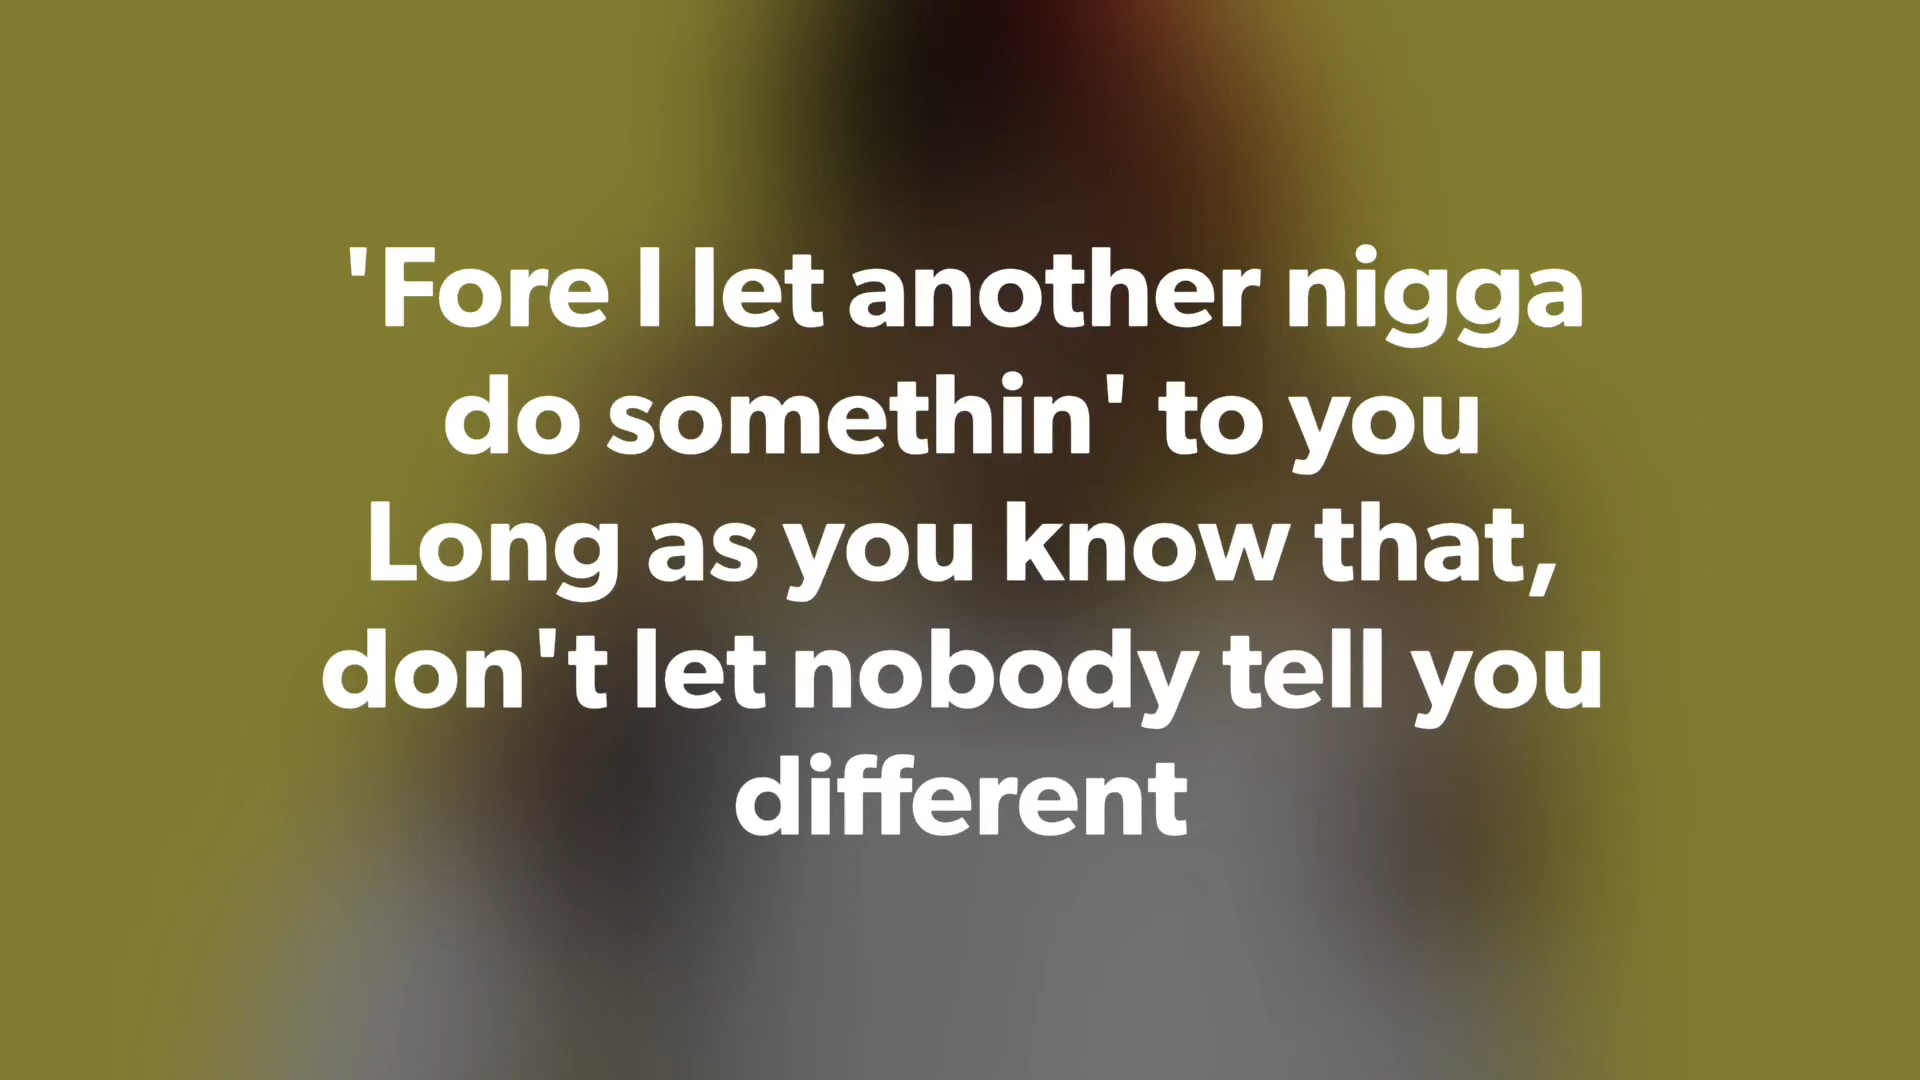 'Fore I let another nigga
do somethin' to you
Long as you know that,
don't let nobody tell you
different